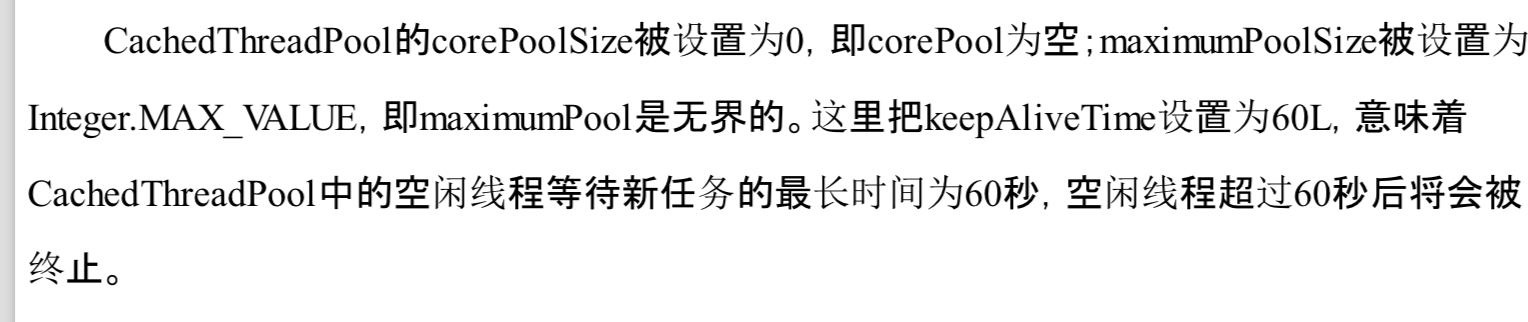 CachedThreadPool的corePoolSize被设置为0，即corePool为空；maximumPoolSize被设置为
Integer.MAX_VALUE，即maximumPool是无界的。这里把keepAliveTime设置为60L，意味着
CachedThreadPool中的空闲线程等待新任务的最长时间为60秒，空闲线程超过60秒后将会被
终止。